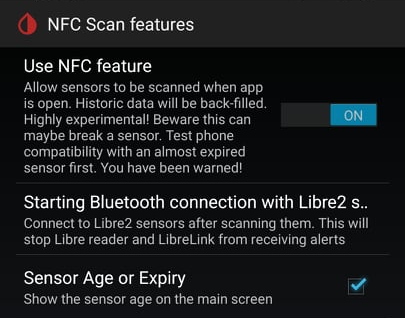 NFC Scan features
Use NFC feature
Allow sensors to be scanned when app
is open. Historic data will be back-filled.
Highly experimental! Beware this can
maybe break a sensor. Test phone
compatibility with an almost expired
sensor first. You have been warned!
ON
Starting Bluetooth connection with Libre2 s..
Connect to Libre2 sensors after scanning them. This will
stop Libre reader and LibreLink from receiving alerts
Sensor Age or Expiry
Show the sensor age on the main screen